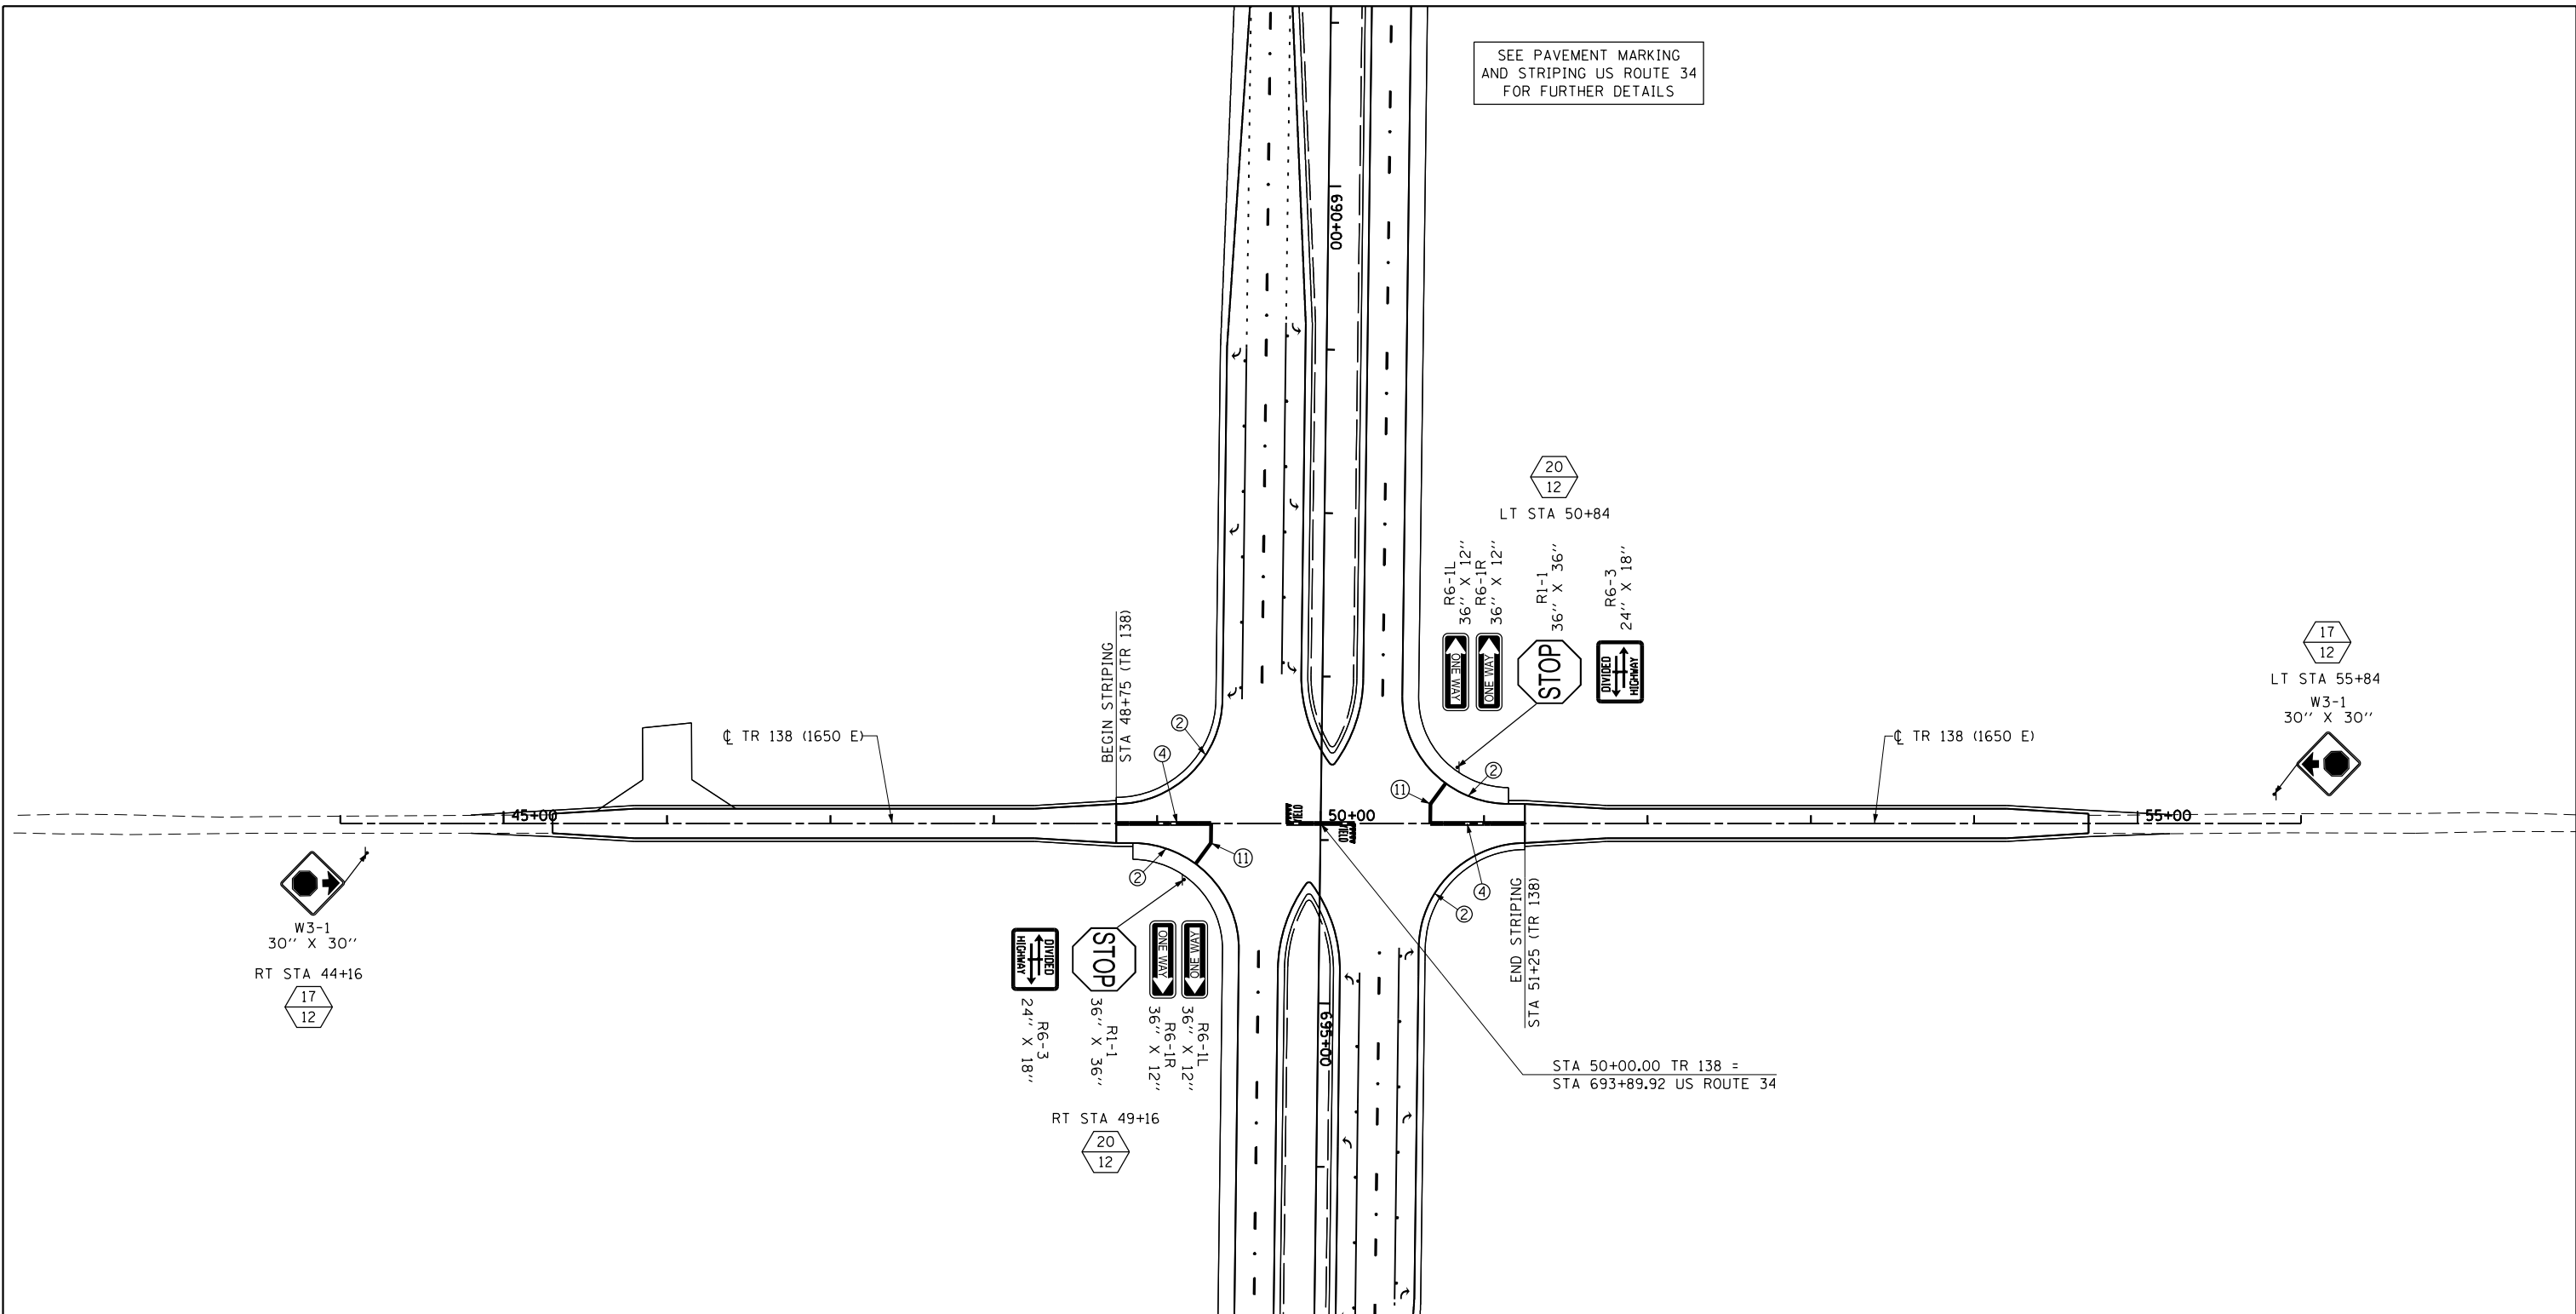 SEE PAVEMENT MARKING
AND STRIPING US ROUTE 34
FOR FURTHER DETAILS
690+00
20
12
LT STA 50+84
R6-1L
36'' X 12''
R6-1R
36'' X 12''
R1-1
36'' X 36''
R6-3
24'' X 18''
ONE WAY
ONE WAY
STOP
DIVIDED
HIGHWAY
17
12
LT STA 55+84
W3-1
30'' X 30''
BEGIN STRIPING
STA 48+75 (TR 138)
2
4
℄ TR 138 (1650 E)
℄ TR 138 (1650 E)
2
11
45+00
YIELD
50+00
YIELD
55+00
11
2
4
2
W3-1
30'' X 30''
RT STA 44+16
17
12
DIVIDED
HIGHWAY
STOP
ONE WAY
ONE WAY
R6-3
24'' X 18''
R1-1
36'' X 36''
R6-1R
36'' X 12''
R6-1L
36'' X 12''
RT STA 49+16
20
12
695+00
END STRIPING
STA 51+25 (TR 138)
STA 50+00.00 TR 138 =
STA 693+89.92 US ROUTE 34